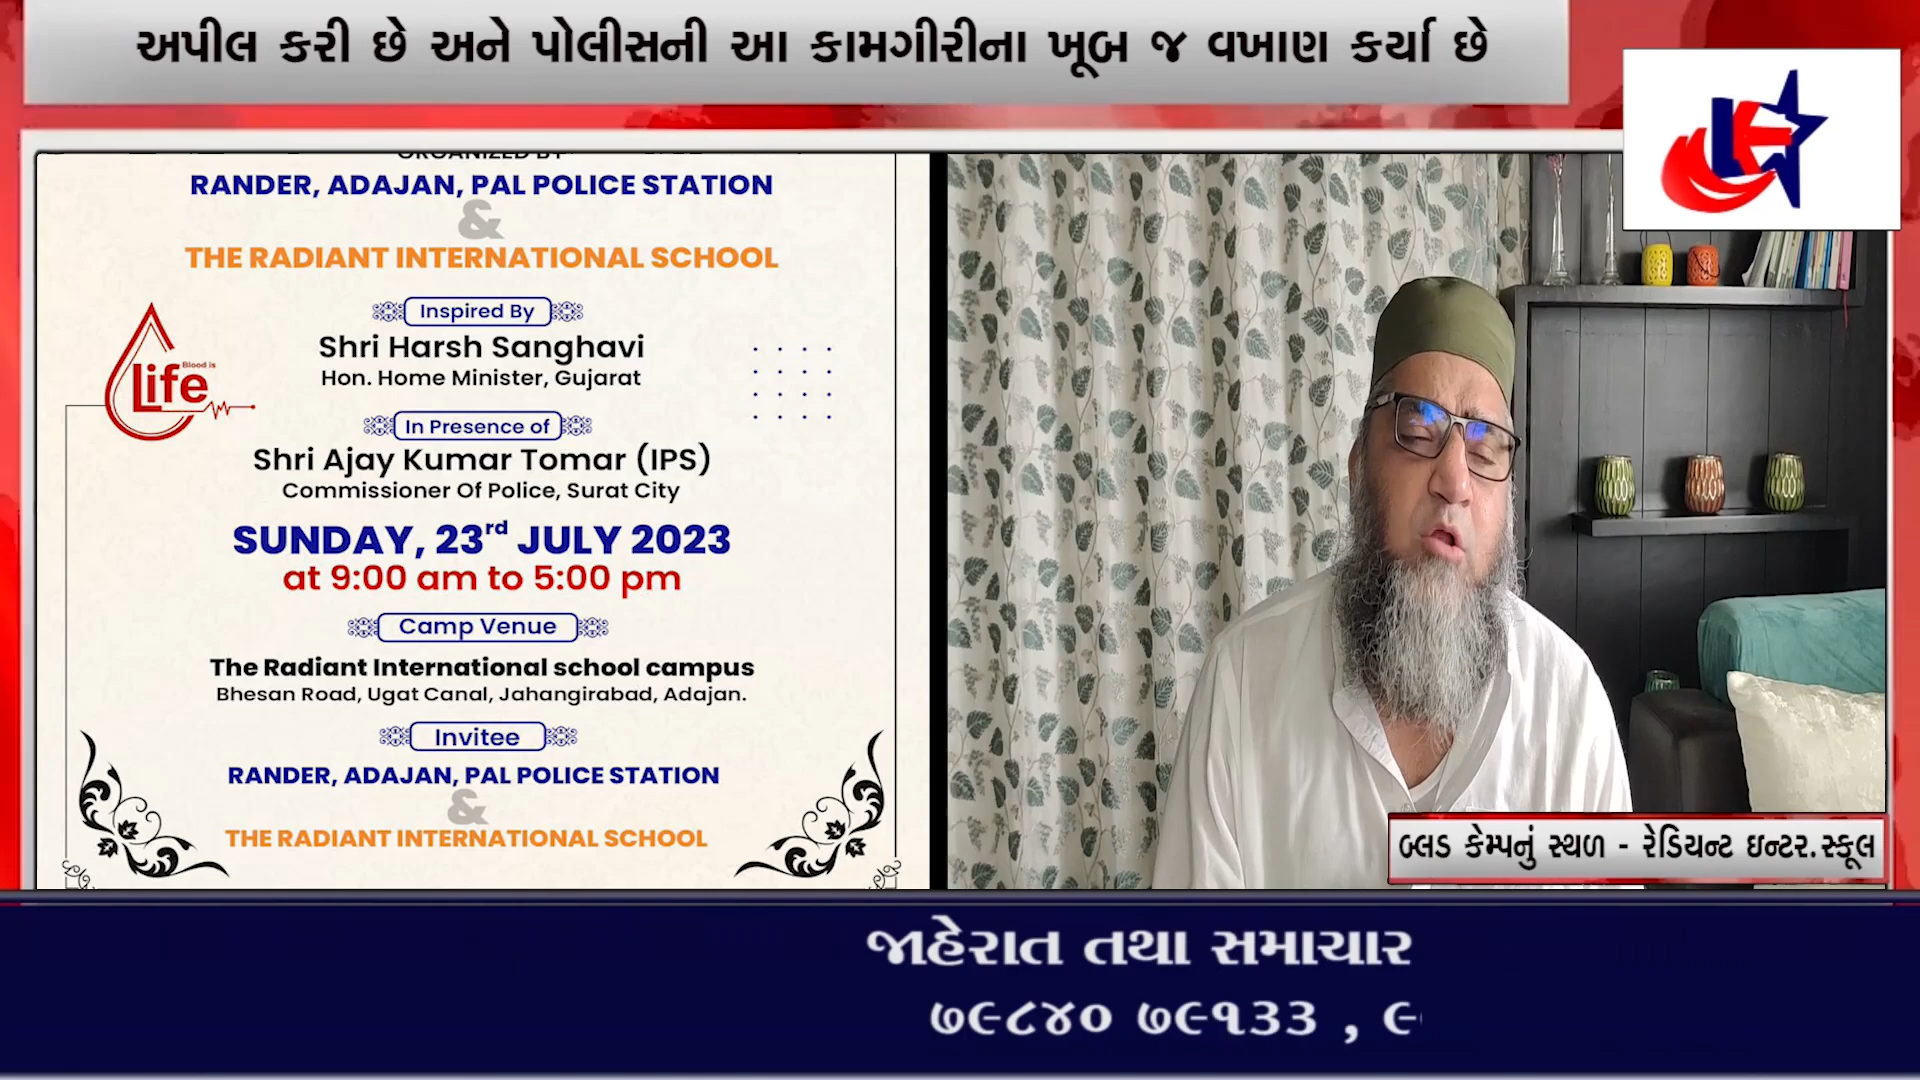 અપીલ કરી છે અને પોલીસની આ કામગીરીના ખૂબ જ વખાણ કર્યા છે
ORGANIZED BY
RANDER, ADAJAN, PAL POLICE STATION
&
THE RADIANT INTERNATIONAL SCHOOL
Inspired By
Shri Harsh Sanghavi
Hon. Home Minister, Gujarat
Blood is
Life
In Presence of
Shri Ajay Kumar Tomar (IPS)
Commissioner Of Police, Surat City
SUNDAY, 23rd JULY 2023
at 9:00 am to 5:00 pm
Camp Venue
The Radiant International school campus
Bhesan Road, Ugat Canal, Jahangirabad, Adajan.
Invitee
RANDER, ADAJAN, PAL POLICE STATION
&
THE RADIANT INTERNATIONAL SCHOOL
બ્લડ કેમ્પનું સ્થળ - રેડિયન્ટ ઇન્ટર.સ્કૂલ
જાહેરાત તથા સમાચાર
૭૯૮૪૦ ૭૯૧૩૩ , ૯